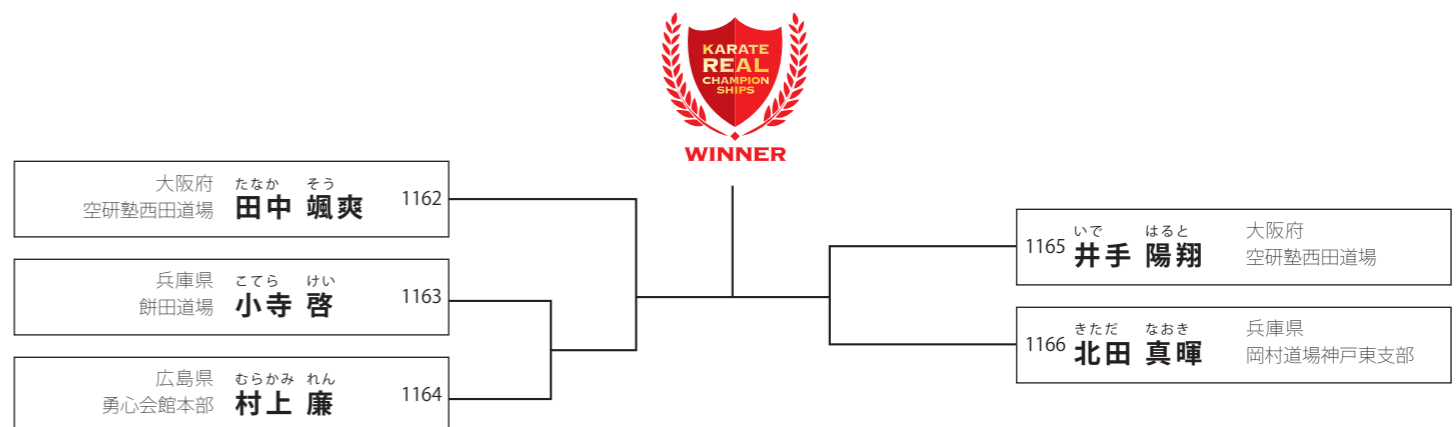 KARATE
REAL
CHAMPION
SHIPS
WINNER
大阪府
空研塾西田道場
たなか そう
田中 颯爽
1162
兵庫県
餅田道場
こてら けい
小寺 啓
1163
広島県
勇心会館本部
むらかみ れん
村上 廉
1164
1165
いで はると
井手 陽翔
大阪府
空研塾西田道場
1166
きただ なおき
北田 真暉
兵庫県
岡村道場神戸東支部